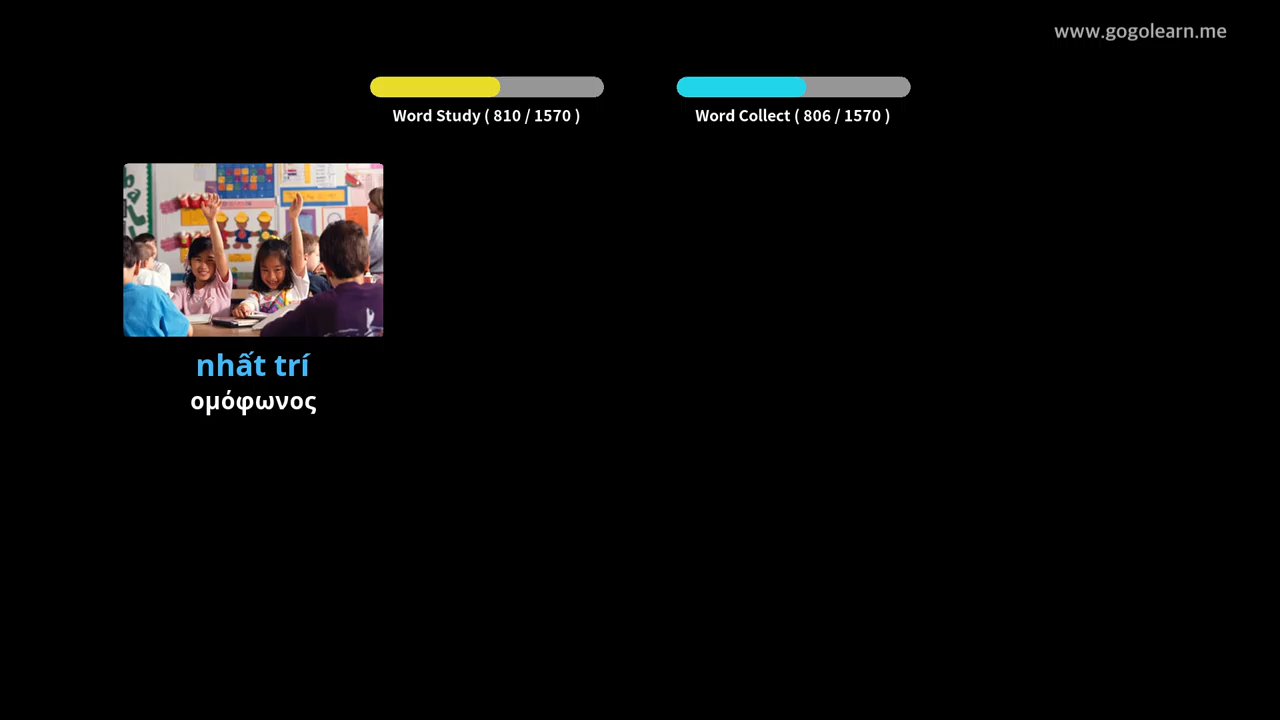 www.gogolearn.me
Word Study ( 810 / 1570 )
Word Collect ( 806 / 1570 )
nhất trí
ομόφωνος